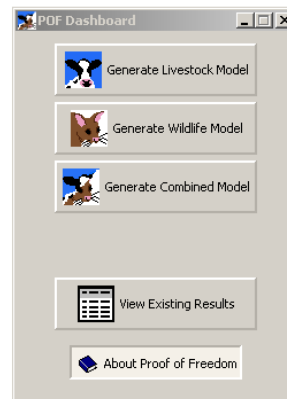 POF Dashboard
Generate Livestock Model
Generate Wildlife Model
Generate Combined Model
View Existing Results
About Proof of Freedom